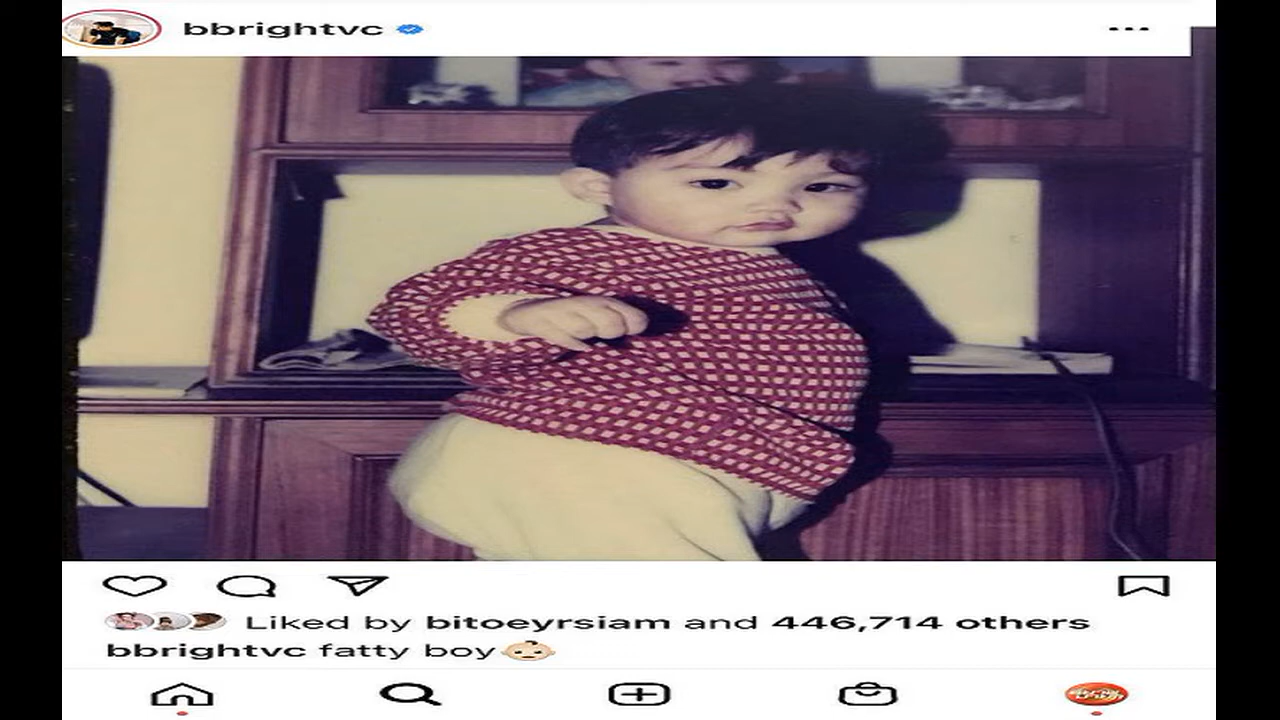 bbrightvc
Liked by bitoeyrsiam and 446,714 others
bbrightvc fatty boy👶🏻